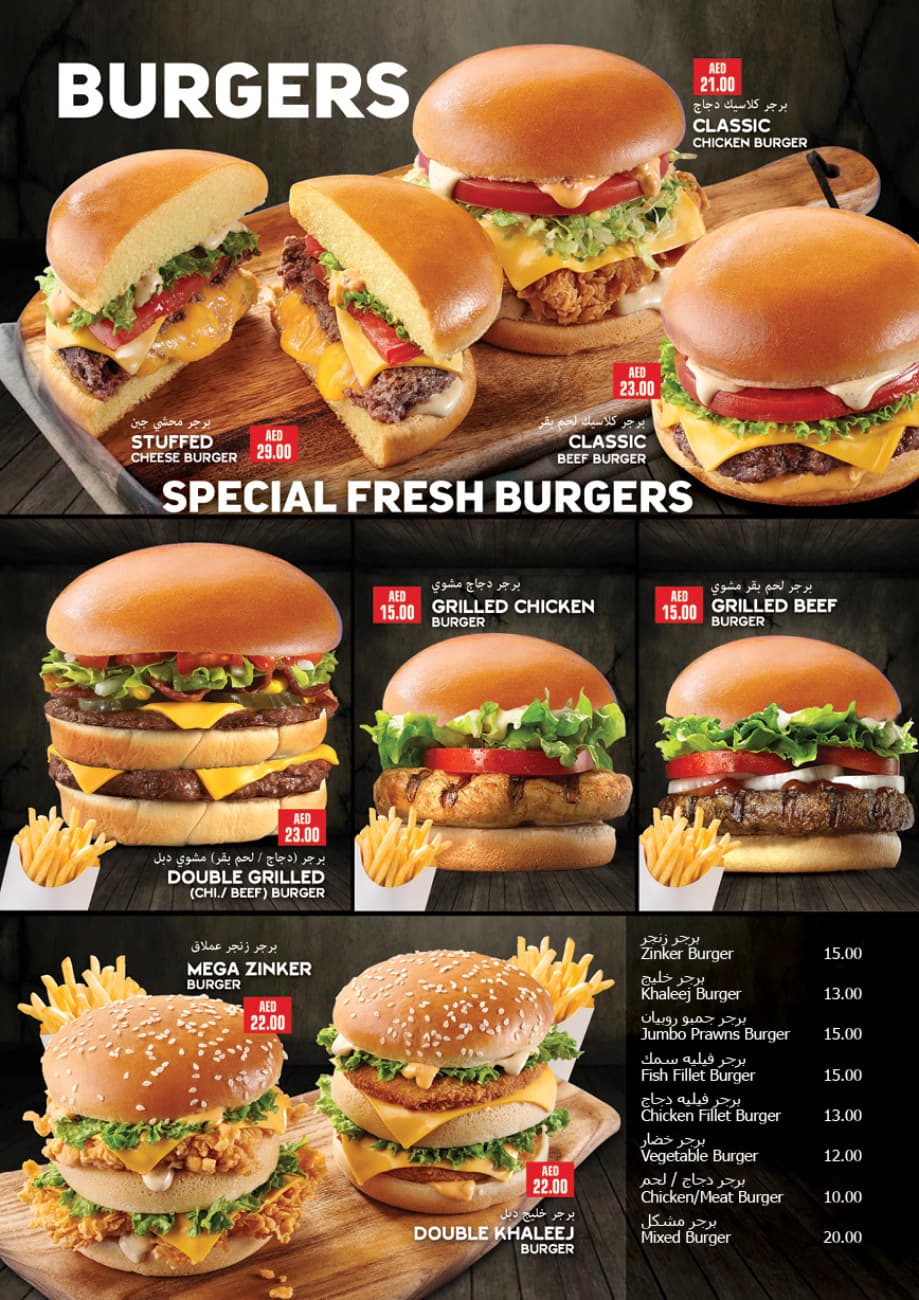 BURGERS
AED
21.00
برجر كلاسيك دجاج
CLASSIC
CHICKEN BURGER
AED
23.00
برجر كلاسيك لحم بقر
CLASSIC
BEEF BURGER
برجر محشي جبن
STUFFED
CHEESE BURGER
AED
29.00
SPECIAL FRESH BURGERS
AED
23.00
برجر (دجاج / لحم بقر) مشوي دبل
DOUBLE GRILLED
(CHI./ BEEF) BURGER
AED
15.00
برجر دجاج مشوي
GRILLED CHICKEN
BURGER
AED
15.00
برجر لحم بقر مشوي
GRILLED BEEF
BURGER
برجر زنجر عملاق
MEGA ZINKER
BURGER
AED
22.00
AED
22.00
برجر خليج دبل
DOUBLE KHALEEJ
BURGER
برجر زنجر
Zinker Burger 15.00
برجر خليج
Khaleej Burger 13.00
برجر جمبو روبيان
Jumbo Prawns Burger 15.00
برجر فيليه سمك
Fish Fillet Burger 15.00
برجر فيليه دجاج
Chicken Fillet Burger 13.00
برجر خضار
Vegetable Burger 12.00
برجر دجاج / لحم
Chicken/Meat Burger 10.00
برجر مشكل
Mixed Burger 20.00